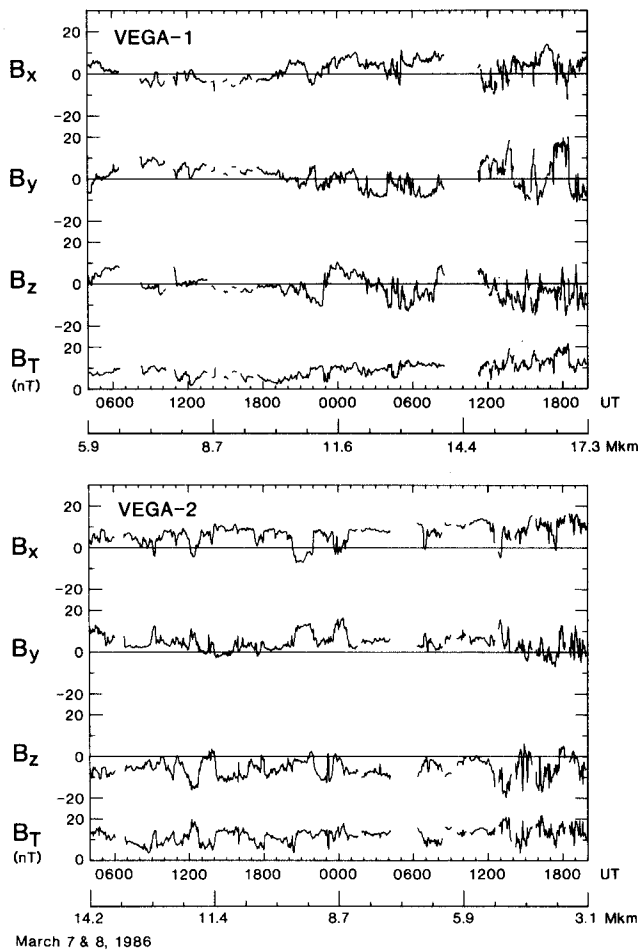 20
VEGA-1
Bx 0
-20
20
By 0
-20
20
Bz 0
-20
BT 20
(nT)
0
0600 1200 1800 0000 0600 1200 1800 UT
5.9 8.7 11.6 14.4 17.3 Mkm
20
VEGA-2
Bx 0
-20
20
By 0
-20
20
Bz 0
-20
BT 20
(nT)
0
0600 1200 1800 0000 0600 1200 1800 UT
14.2 11.4 8.7 5.9 3.1 Mkm
March 7 & 8, 1986